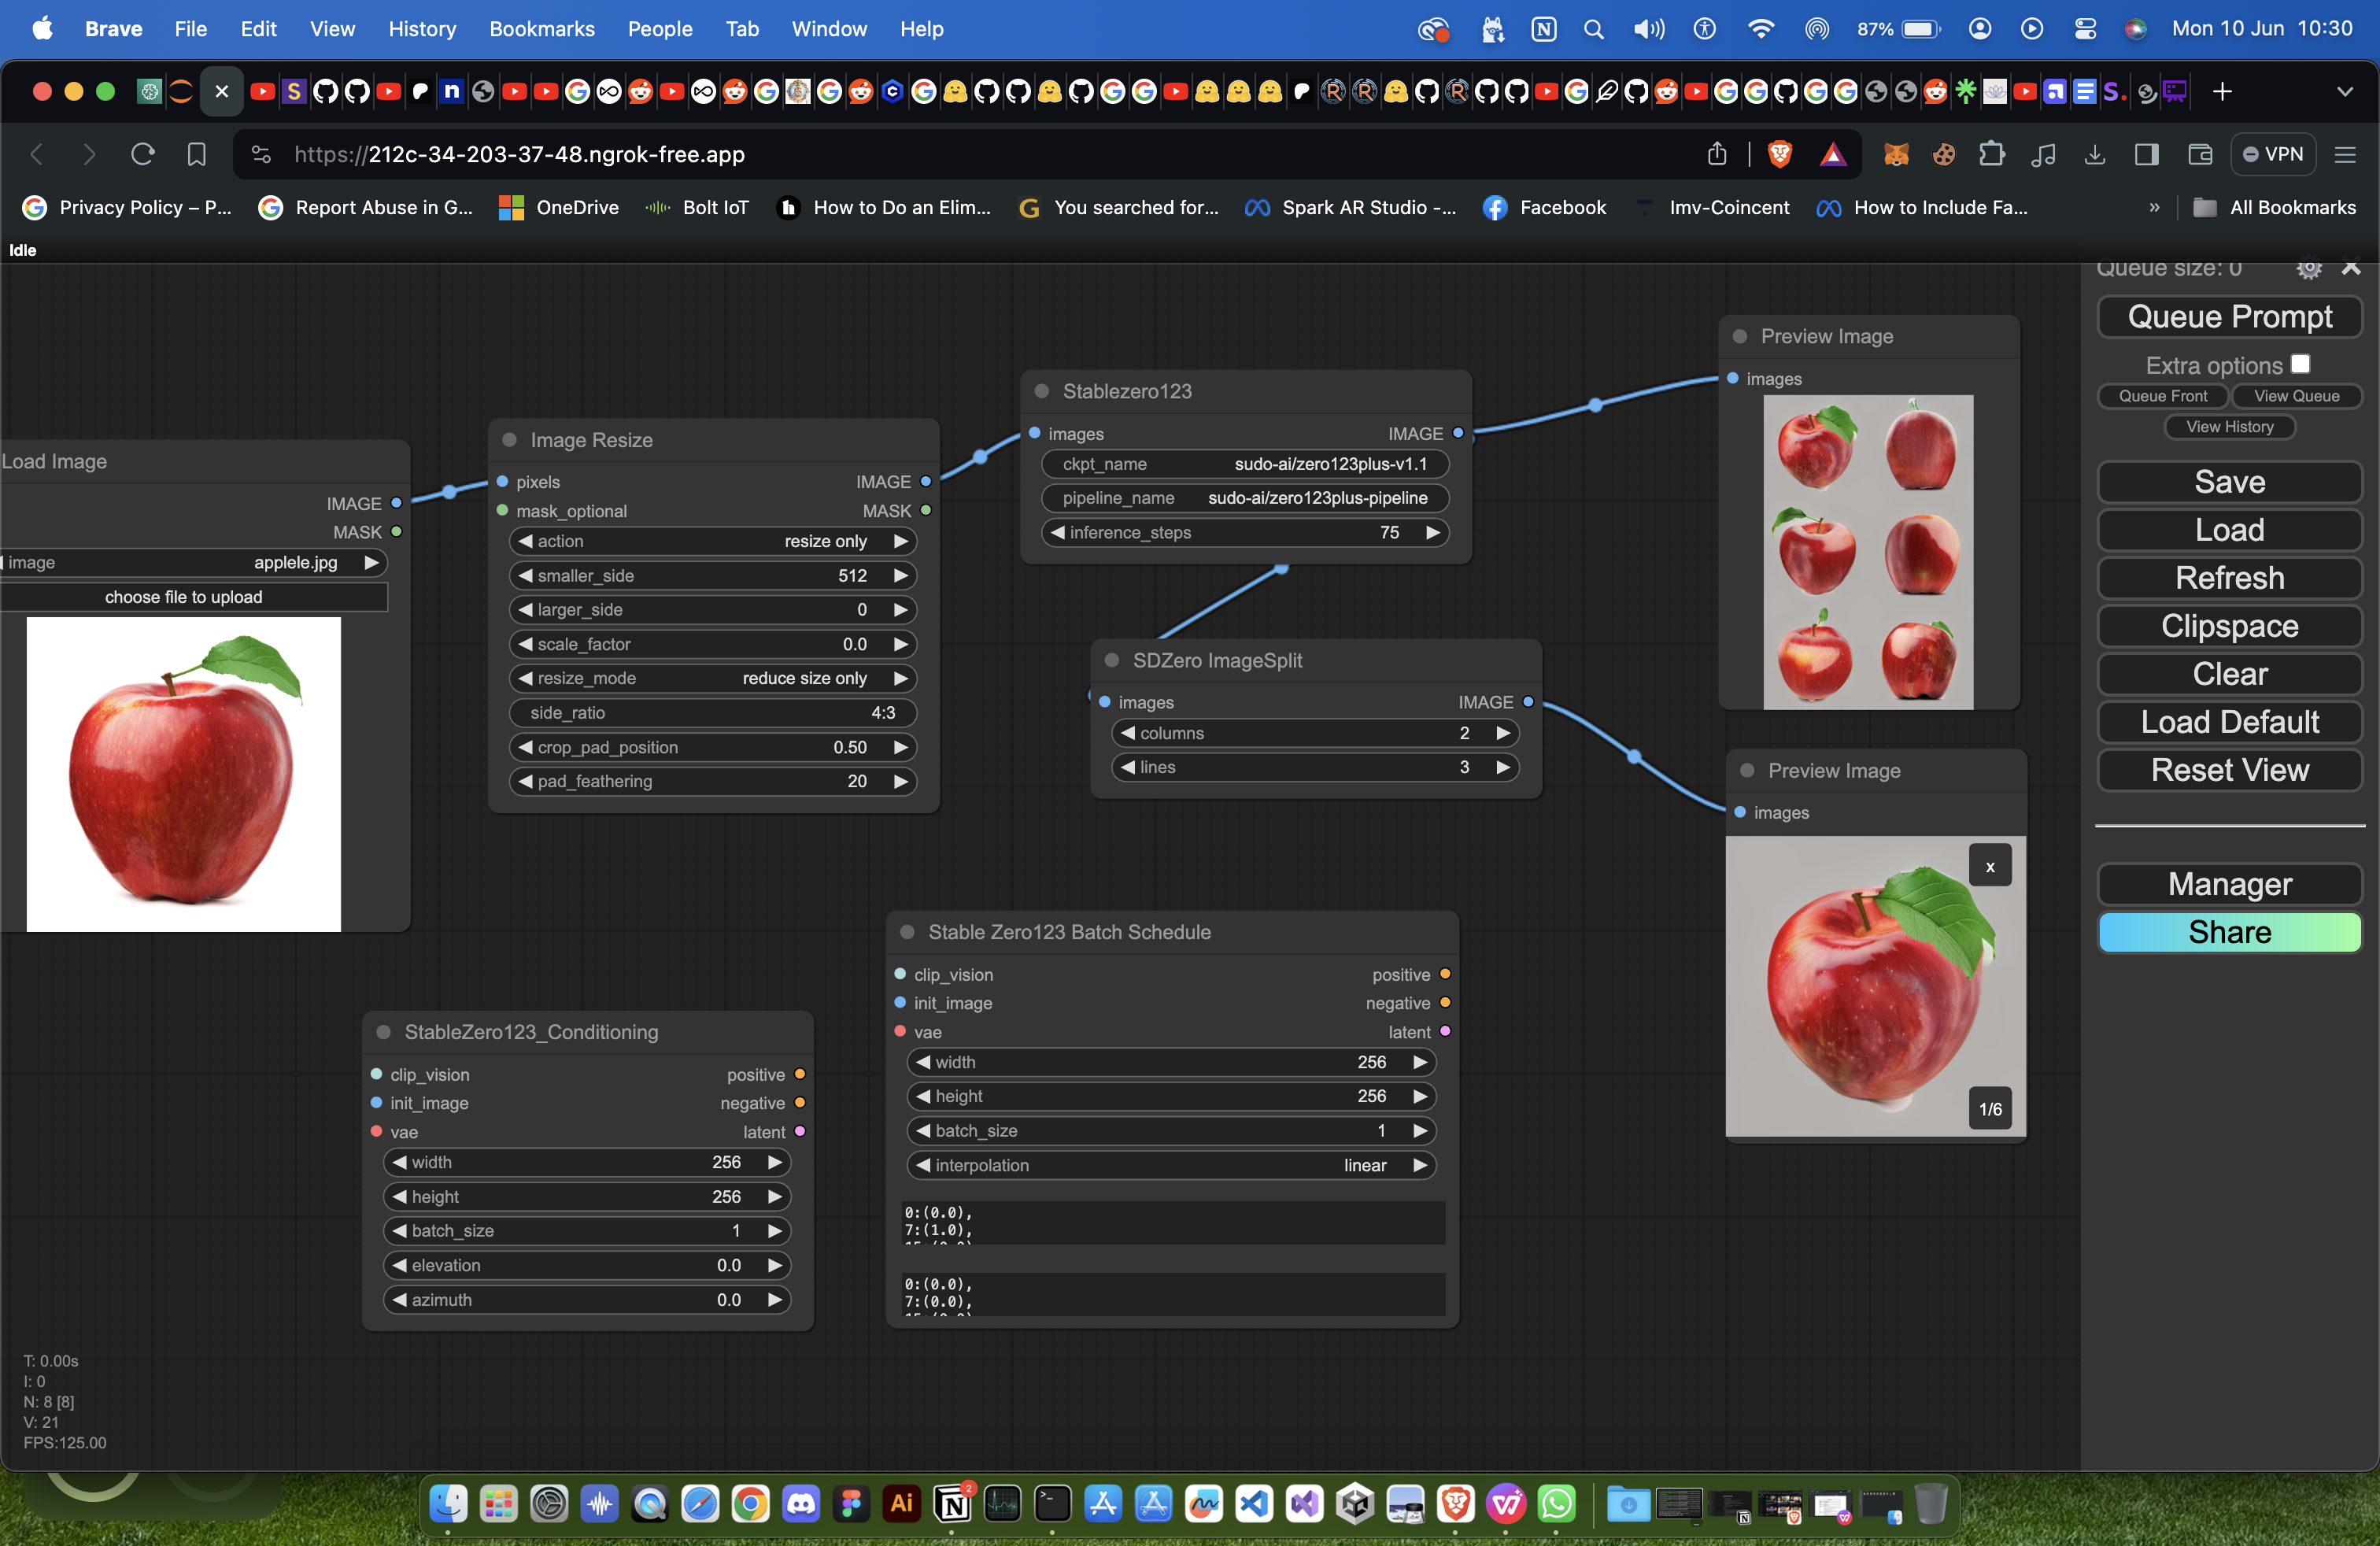 Brave File Edit View History Bookmarks People Tab Window Help 87% Mon 10 Jun 10:30
https://212c-34-203-37-48.ngrok-free.app VPN
Privacy Policy – P... Report Abuse in G... OneDrive Bolt IoT How to Do an Elim... You searched for... Spark AR Studio -... Facebook Imv-Coincent How to Include Fa... » All Bookmarks
Idle
Load Image
IMAGE
MASK
image applele.jpg
choose file to upload
Image Resize
pixels IMAGE
mask_optional MASK
action resize only
smaller_side 512
larger_side 0
scale_factor 0.0
resize_mode reduce size only
side_ratio 4:3
crop_pad_position 0.50
pad_feathering 20
Stablezero123
images IMAGE
ckpt_name sudo-ai/zero123plus-v1.1
pipeline_name sudo-ai/zero123plus-pipeline
inference_steps 75
SDZero ImageSplit
images IMAGE
columns 2
lines 3
Preview Image
images
Preview Image
images
x
1/6
StableZero123_Conditioning
clip_vision positive
init_image negative
vae latent
width 256
height 256
batch_size 1
elevation 0.0
azimuth 0.0
Stable Zero123 Batch Schedule
clip_vision positive
init_image negative
vae latent
width 256
height 256
batch_size 1
interpolation linear
0:(0.0),
7:(1.0),
0:(0.0),
7:(0.0),
Queue size: 0
Queue Prompt
Extra options
Queue Front View Queue
View History
Save
Load
Refresh
Clipspace
Clear
Load Default
Reset View
Manager
Share
T: 0.00s
I: 0
N: 8 [8]
V: 21
FPS:125.00
Ai
2